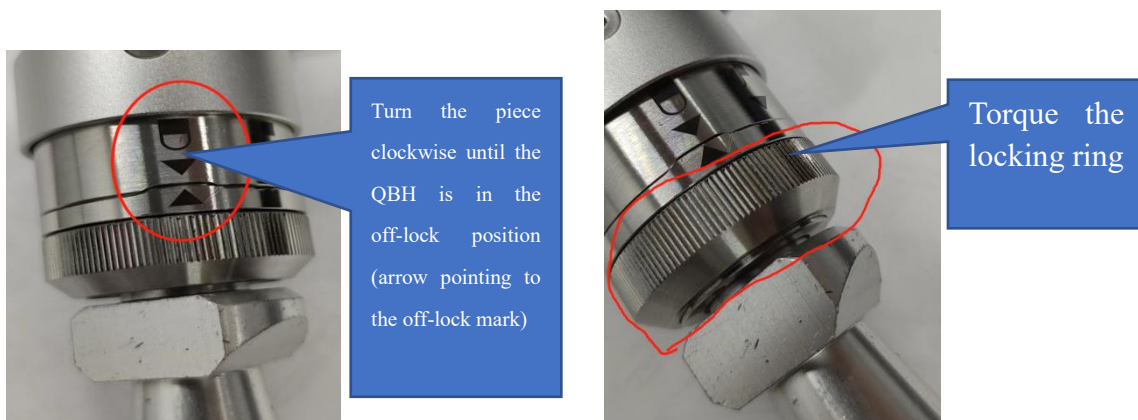 Turn the piece
clockwise until the
QBH is in the
off-lock position
(arrow pointing to
the off-lock mark)
Torque the
locking ring